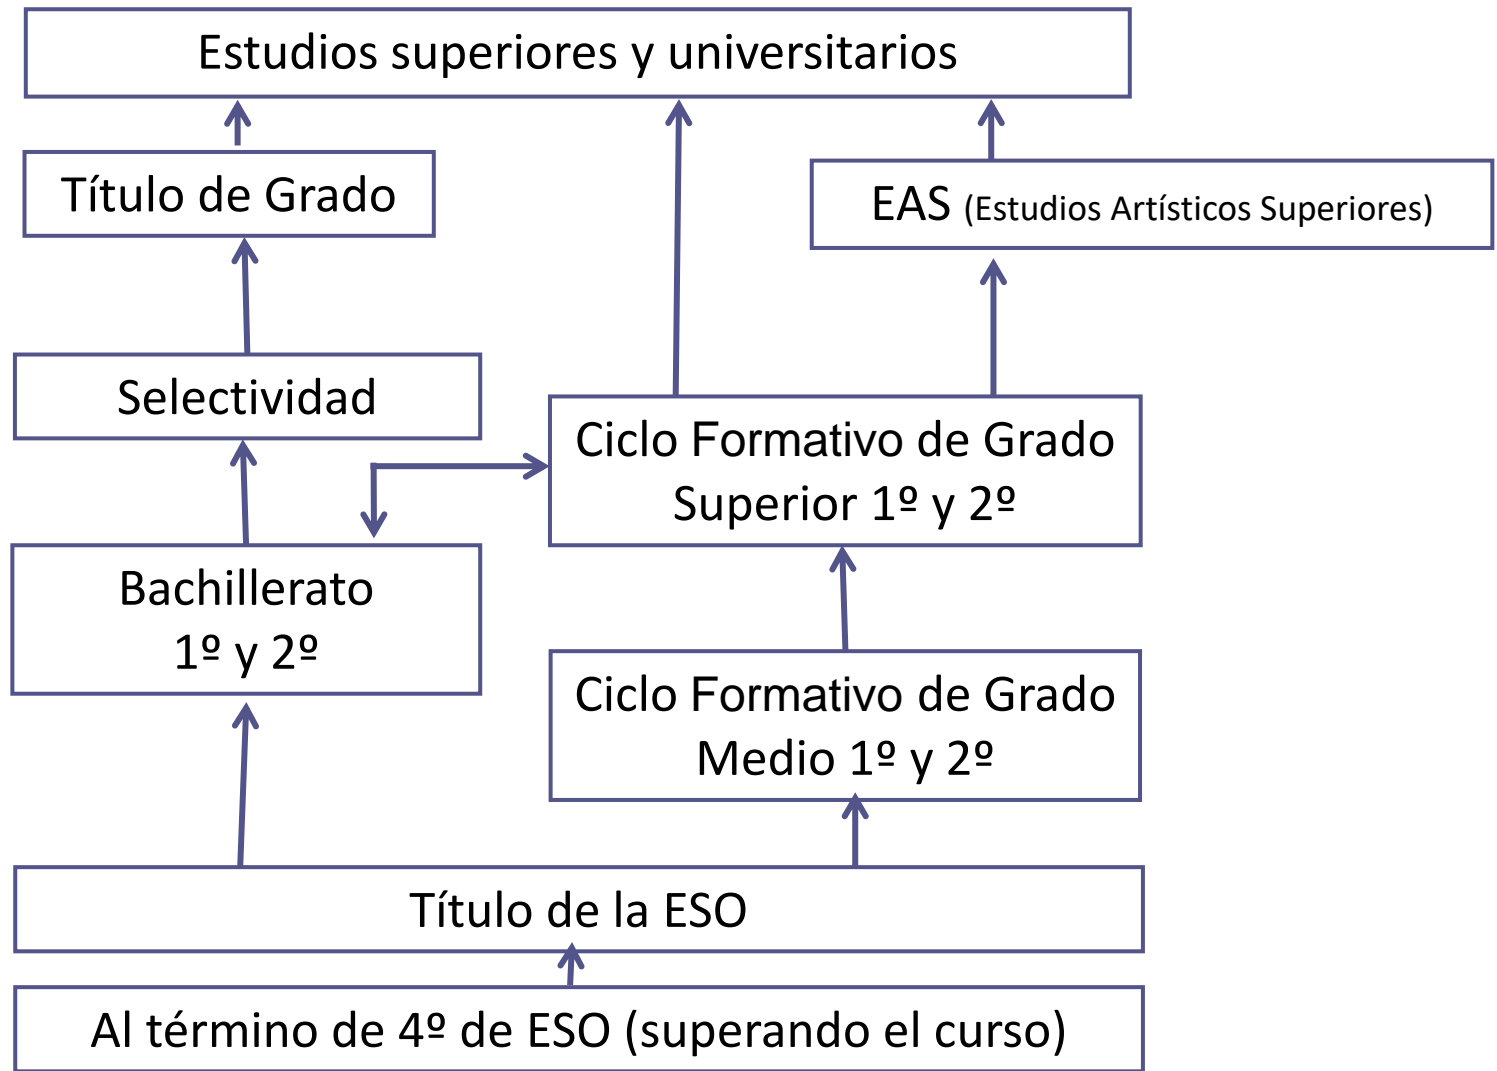 Estudios superiores y universitarios
Título de Grado
EAS (Estudios Artísticos Superiores)
Selectividad
Ciclo Formativo de Grado
Superior 1º y 2º
Bachillerato
1º y 2º
Ciclo Formativo de Grado
Medio 1º y 2º
Título de la ESO
Al término de 4º de ESO (superando el curso)